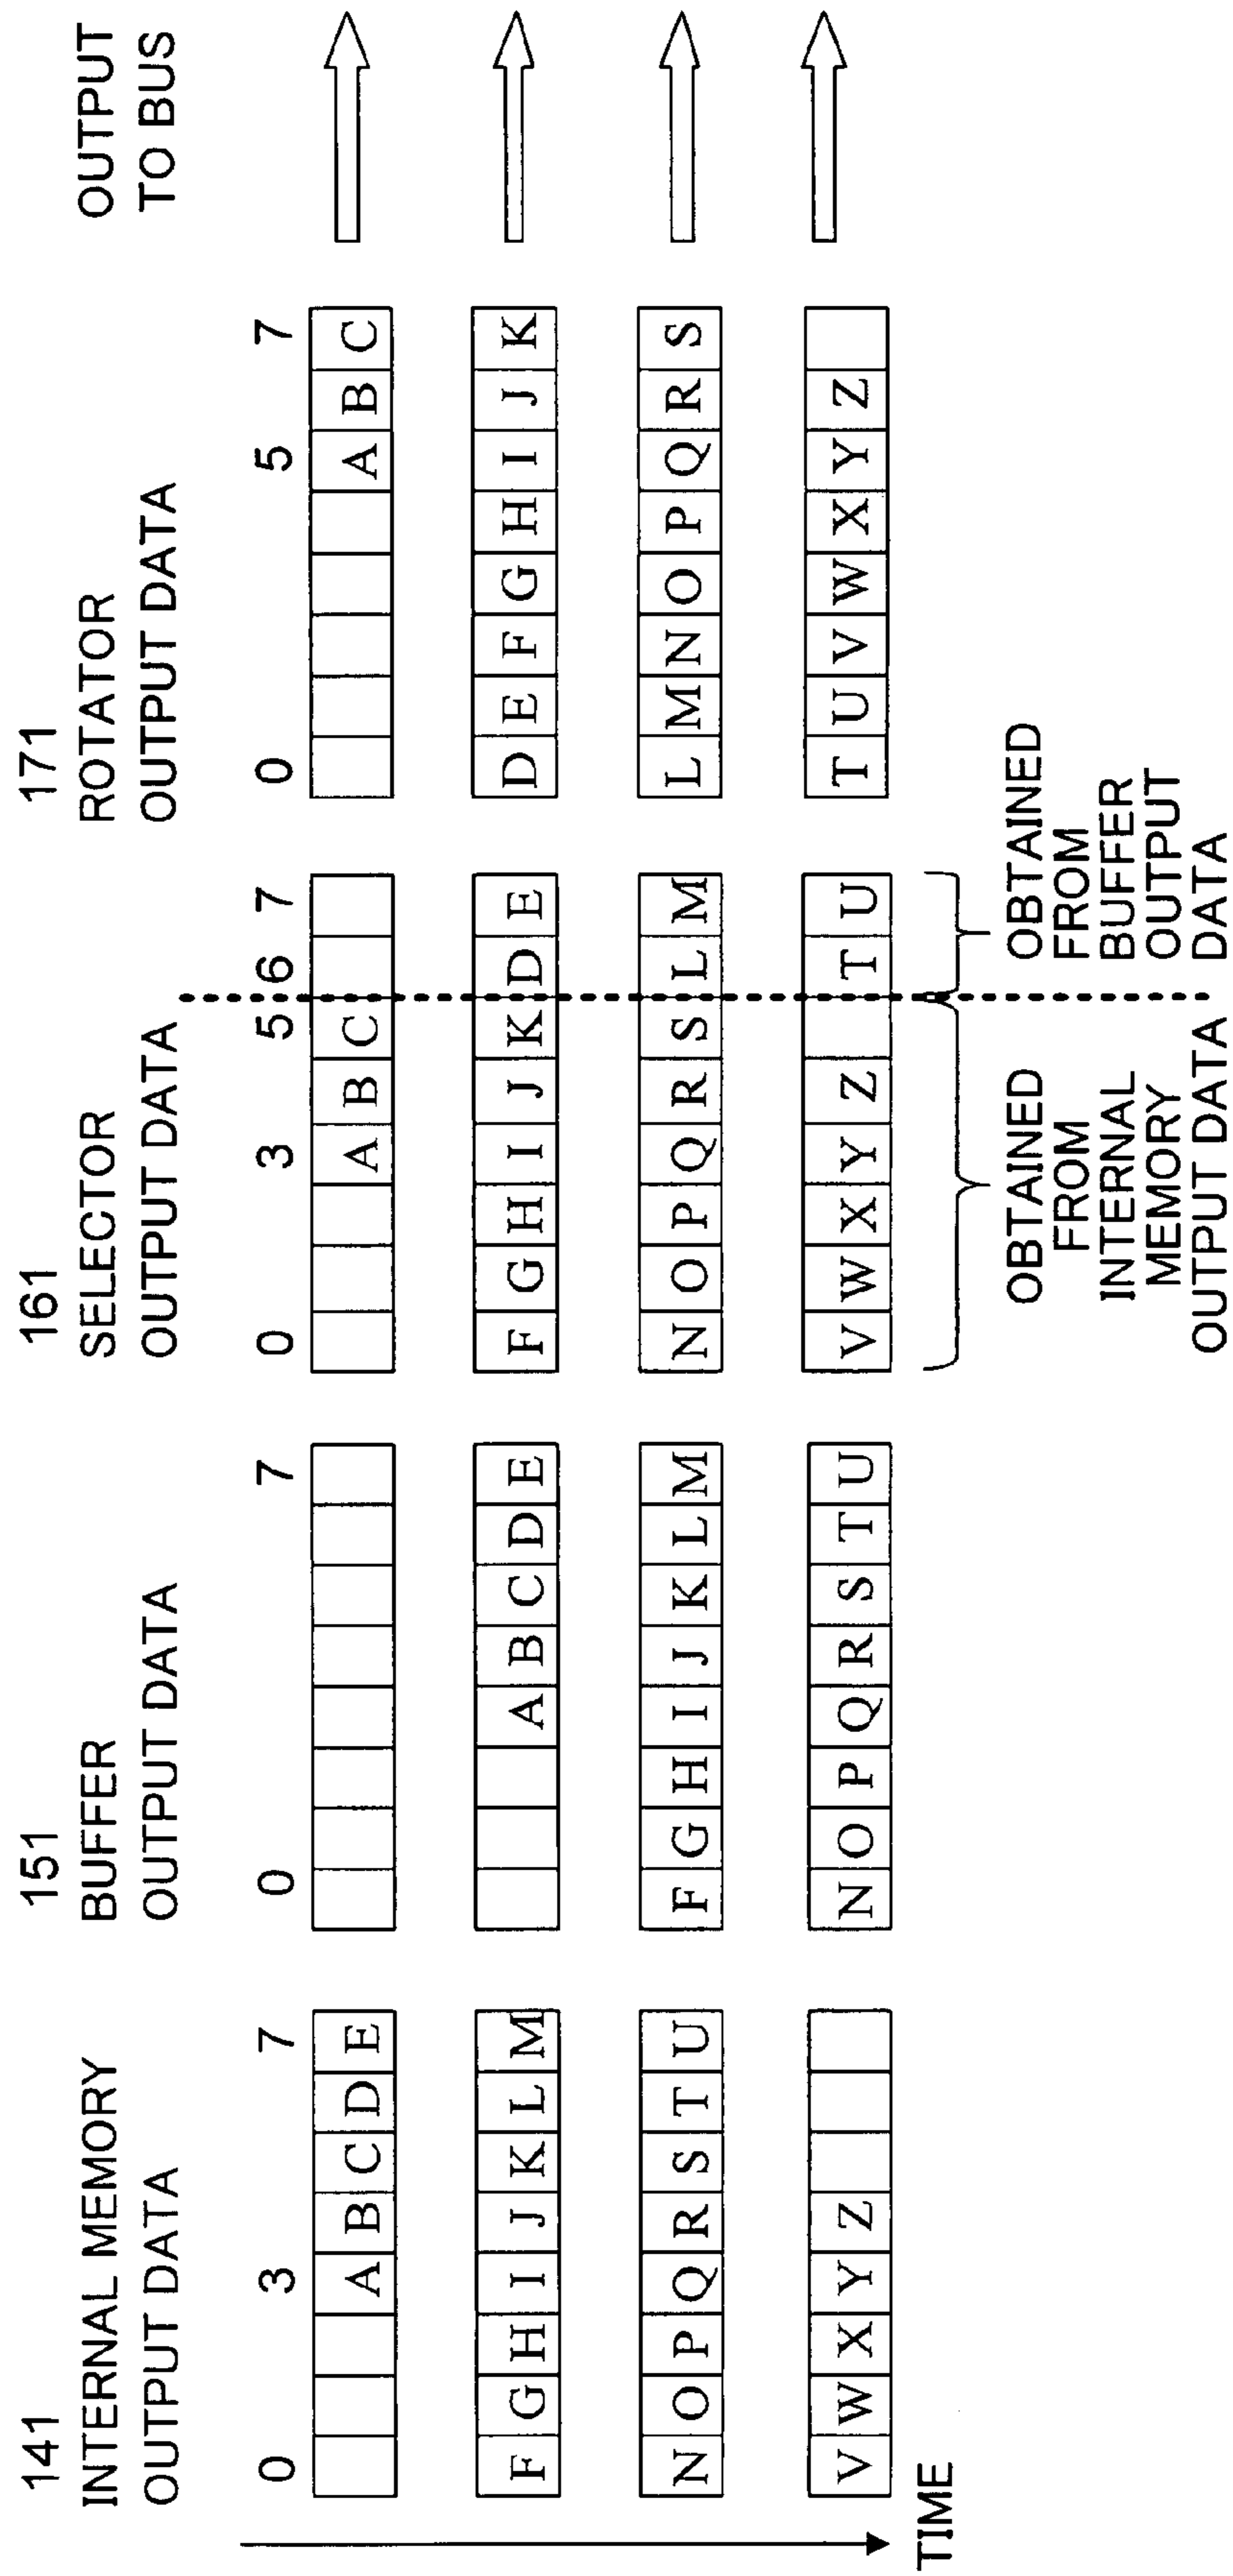 141
INTERNAL MEMORY
OUTPUT DATA
151
BUFFER
OUTPUT DATA
161
SELECTOR
OUTPUT DATA
171
ROTATOR
OUTPUT DATA
OUTPUT
TO BUS
0 3 7
0 7
0 3 5 6 7
0 5 7
A B C D E
A B C
A B C
F G H I J K L M
A B C D E
F G H I J K D E
D E F G H I J K
N O P Q R S T U
F G H I J K L M
N O P Q R S L M
L M N O P Q R S
V W X Y Z
N O P Q R S T U
V W X Y Z T U
T U V W X Y Z
TIME
OBTAINED
FROM
INTERNAL
MEMORY
OUTPUT DATA
OBTAINED
FROM
BUFFER
OUTPUT
DATA